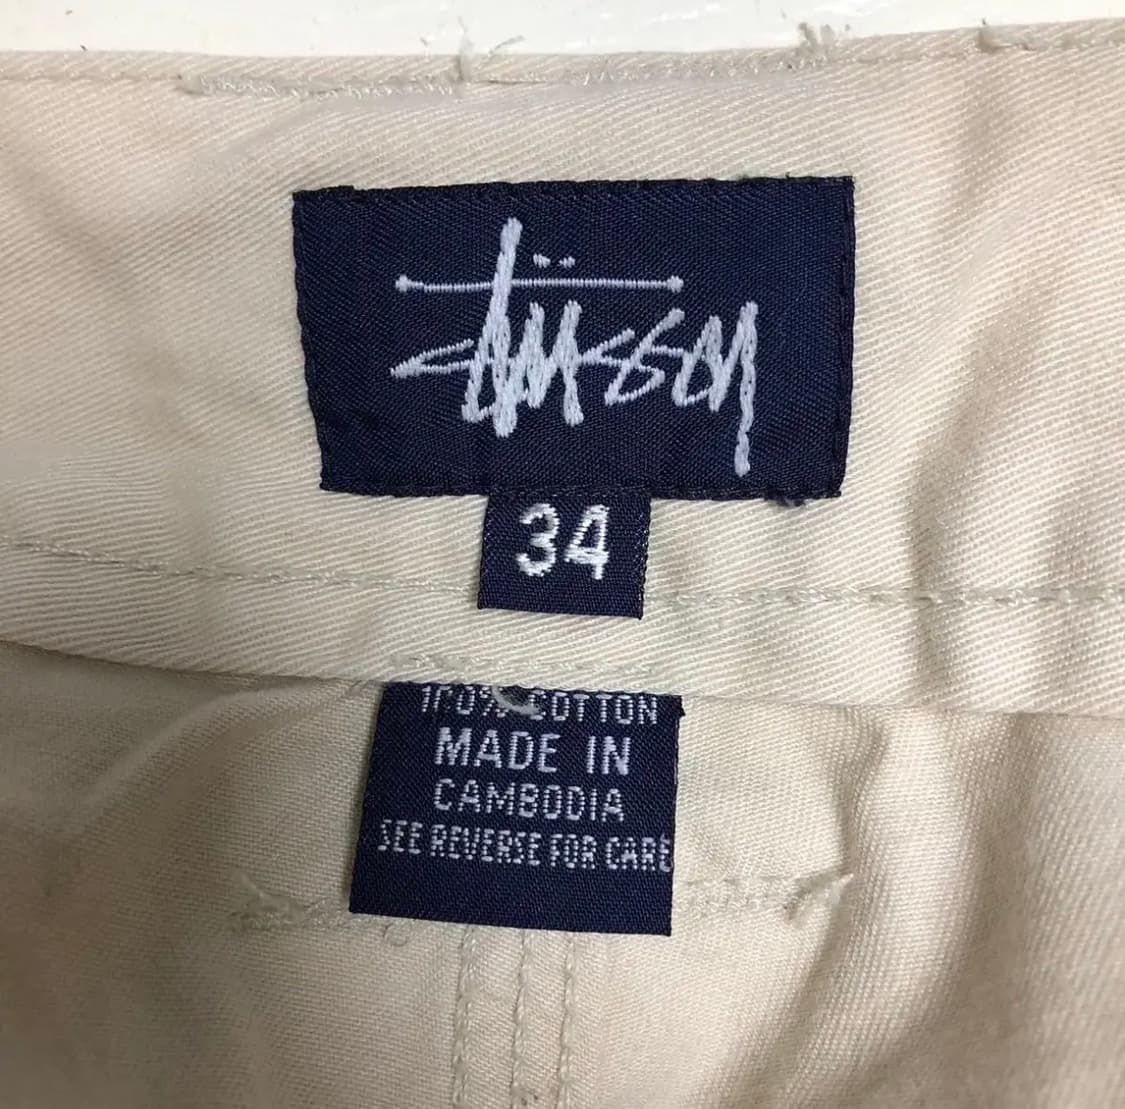 Stüssy
34
100% COTTON
MADE IN
CAMBODIA
SEE REVERSE FOR CARE